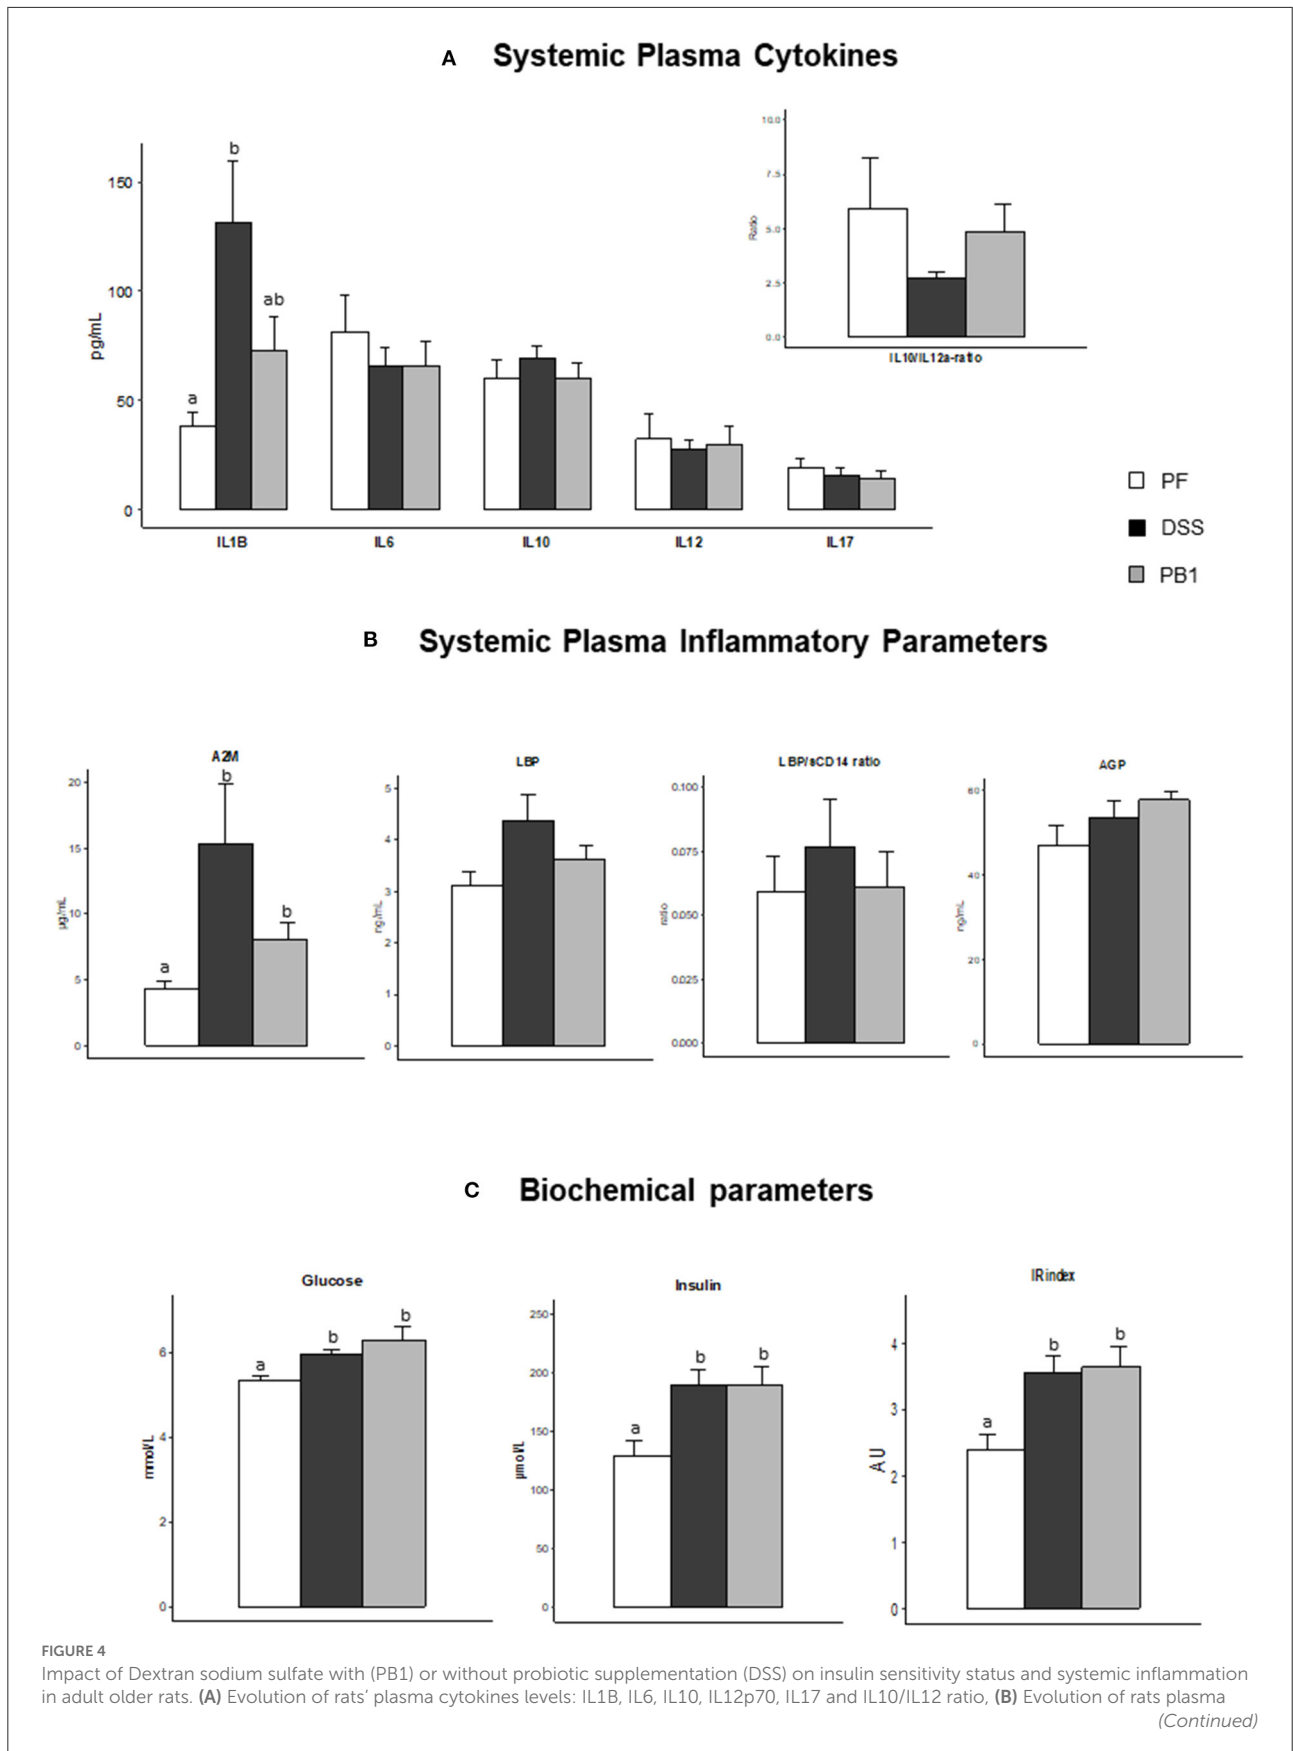 A Systemic Plasma Cytokines
10.0
7.5
5.0
2.5
0.0
Ratio
IL10/IL12a-ratio
150
100
50
0
pg/mL
b
ab
a
IL1B IL6 IL10 IL12 IL17
PF
DSS
PB1
B Systemic Plasma Inflammatory Parameters
A2M
20
15
10
5
0
µg/mL
a
b
b
LBP
5
4
3
2
1
0
ng/mL
LBP/sCD14 ratio
0.100
0.075
0.050
0.025
0.000
ratio
AGP
60
40
20
0
ng/mL
C Biochemical parameters
Glucose
6
4
2
0
mmol/L
a
b
b
Insulin
250
200
150
100
50
0
µmol/L
a
b
b
IR index
4
3
2
1
0
AU
a
b
b
FIGURE 4
Impact of Dextran sodium sulfate with (PB1) or without probiotic supplementation (DSS) on insulin sensitivity status and systemic inflammation
in adult older rats. (A) Evolution of rats' plasma cytokines levels: IL1B, IL6, IL10, IL12p70, IL17 and IL10/IL12 ratio, (B) Evolution of rats plasma
(Continued)